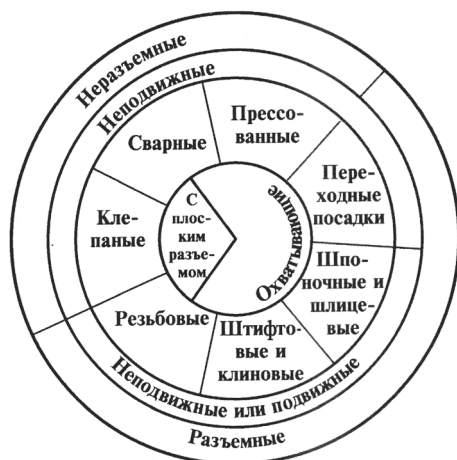 Неразъемные
Неподвижные
Прессо-
ванные
Сварные
Пере-
ходные
посадки
Кле-
паные
С
плос-
ким
разъе-
мом
Охватывающие
Шпо-
ночные и
шлице-
вые
Резьбовые
Штифто-
вые и
клиновые
Неподвижные или подвижные
Разъемные